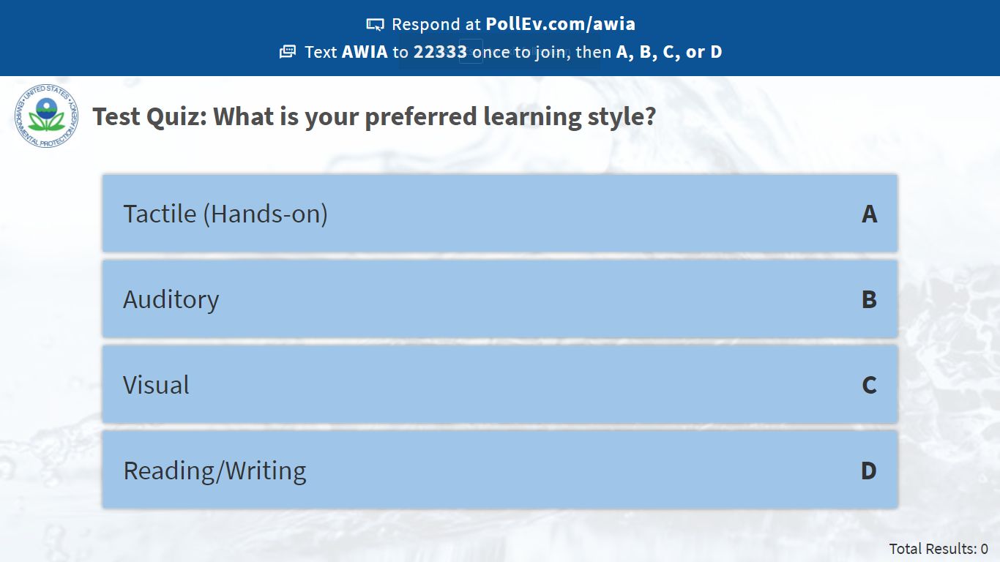 Respond at PollEv.com/awia
Text AWIA to 22333 once to join, then A, B, C, or D
UNITED STATES
ENVIRONMENTAL PROTECTION AGENCY
Test Quiz: What is your preferred learning style?
Tactile (Hands-on) A
Auditory B
Visual C
Reading/Writing D
Total Results: 0